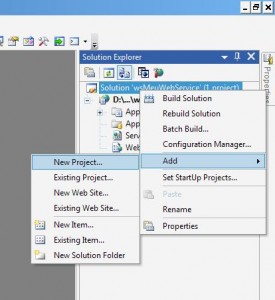 Solution Explorer
Solution 'wsMeuWebService' (1 project)
D:\...\w
App
App
Serv
Web
Build Solution
Rebuild Solution
Batch Build...
Configuration Manager...
Add
Set StartUp Projects...
Paste
Rename
Properties
New Project...
Existing Project...
New Web Site...
Existing Web Site...
New Item...
Existing Item...
New Solution Folder
Properties